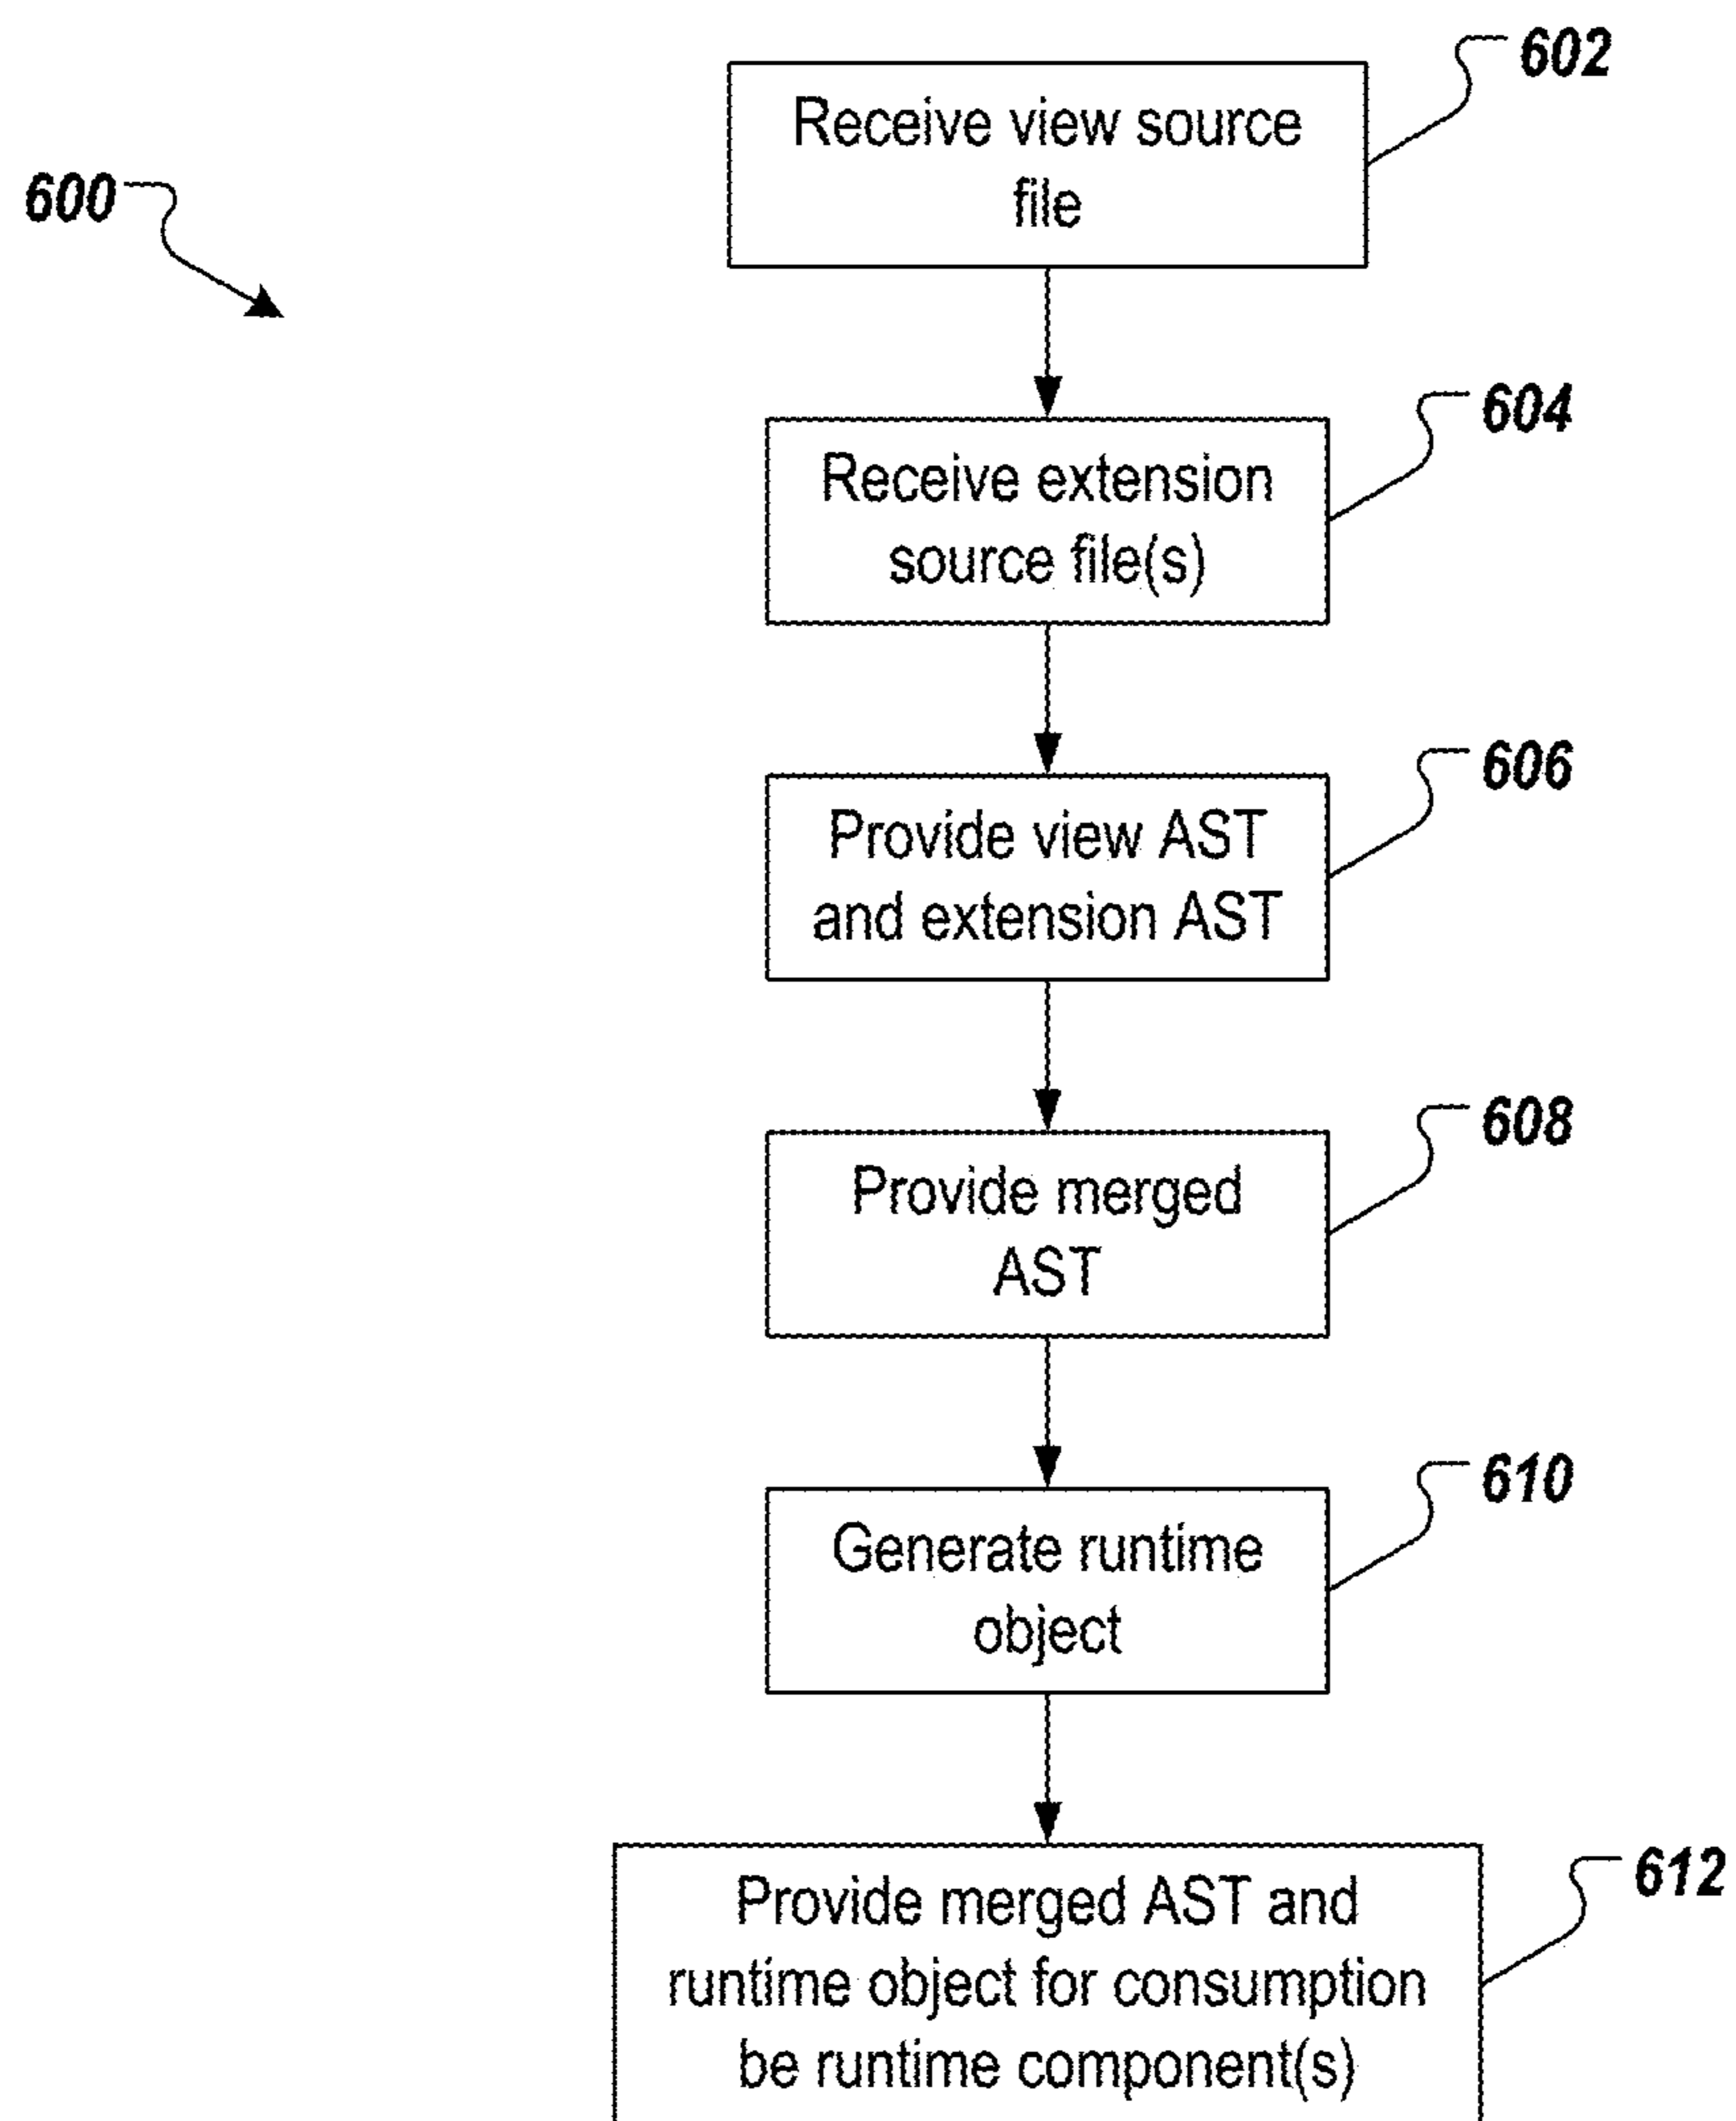 602
Receive view source
file
600
604
Receive extension
source file(s)
606
Provide view AST
and extension AST
608
Provide merged
AST
610
Generate runtime
object
612
Provide merged AST and
runtime object for consumption
be runtime component(s)